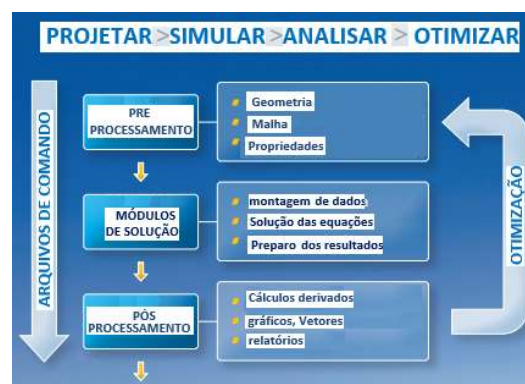 PROJETAR >SIMULAR >ANALISAR > OTIMIZAR
ARQUIVOS DE COMANDO
PRE
PROCESSAMENTO
Geometria
Malha
Propriedades
MÓDULOS
DE SOLUÇÃO
montagem de dados
Solução das equações
Preparo dos resultados
PÓS
PROCESSAMENTO
Cálculos derivados
gráficos, Vetores
relatórios
OTIMIZAÇÃO